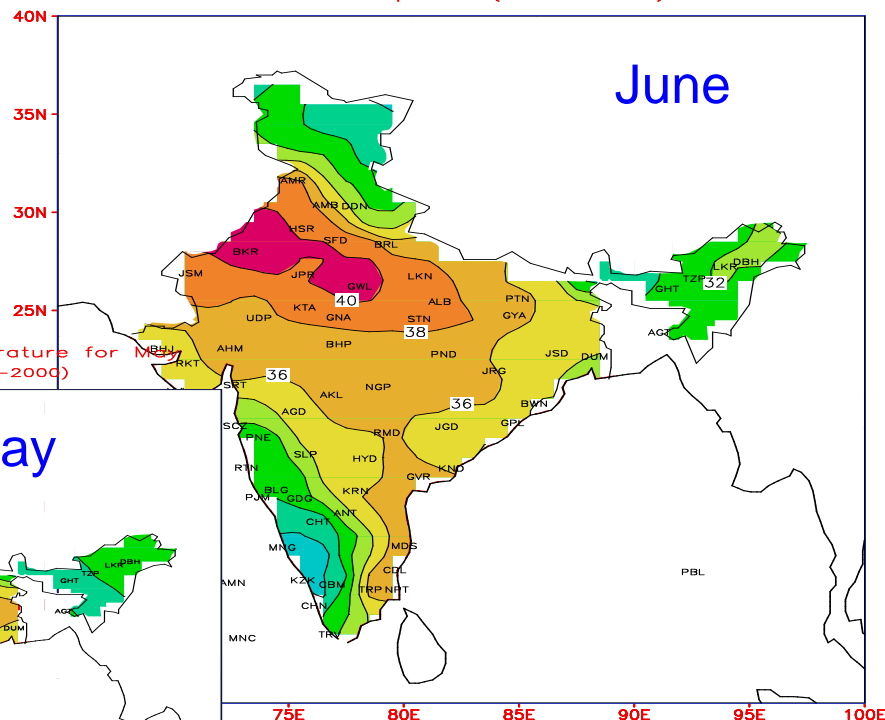 40N
June
35N
AMR
30N
AMB DDN
HSR
SFD
BRL
BKR
DBH
LKR
JSM
JPR
LKN
TZP
32
GWL
GHT
40
PTN
ALB
25N
KTA
GYA
UDP
GNA
STN
38
AGT
BHP
AHM
rature for May
BHJ
PND
JSD
DUM
RKT
-2000)
JRG
36
SRT
NGP
AKL
36
BWN
AGD
SCZ
JGD
GPL
RMD
PNE
ay
SLP
HYD
RTN
KND
GVR
BLG
KRN
PJM
GDG
ANT
CHT
MNG
MDS
DBH
LKR
TZP
CDL
PBL
GHT
KZK
CBM
AMN
TRP NPT
CHN
AGT
DUM
TRV
MNC
75E
80E
85E
90E
95E
100E